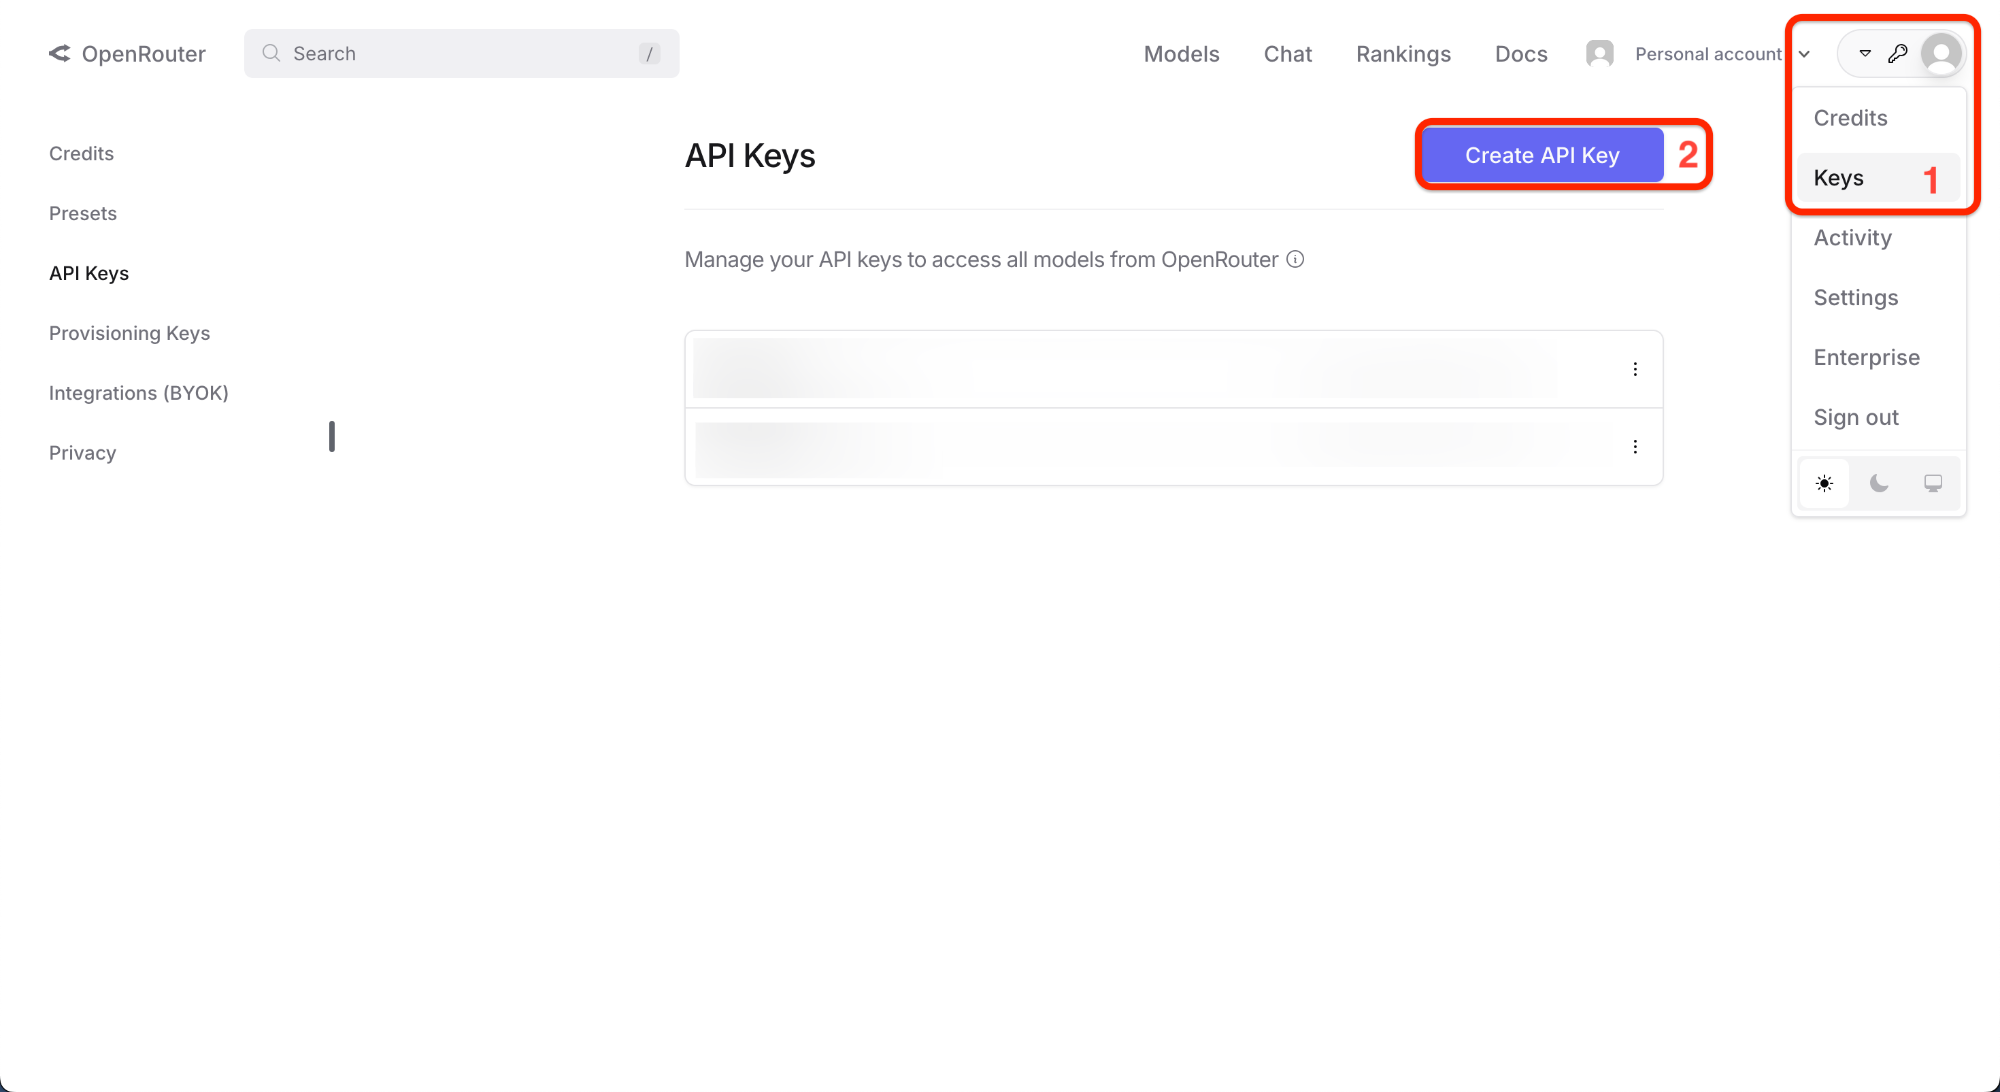 OpenRouter
Search
/
Models
Chat
Rankings
Docs
Personal account
Credits
Presets
API Keys
Provisioning Keys
Integrations (BYOK)
Privacy
API Keys
Create API Key
2
Manage your API keys to access all models from OpenRouter
Credits
Keys 1
Activity
Settings
Enterprise
Sign out